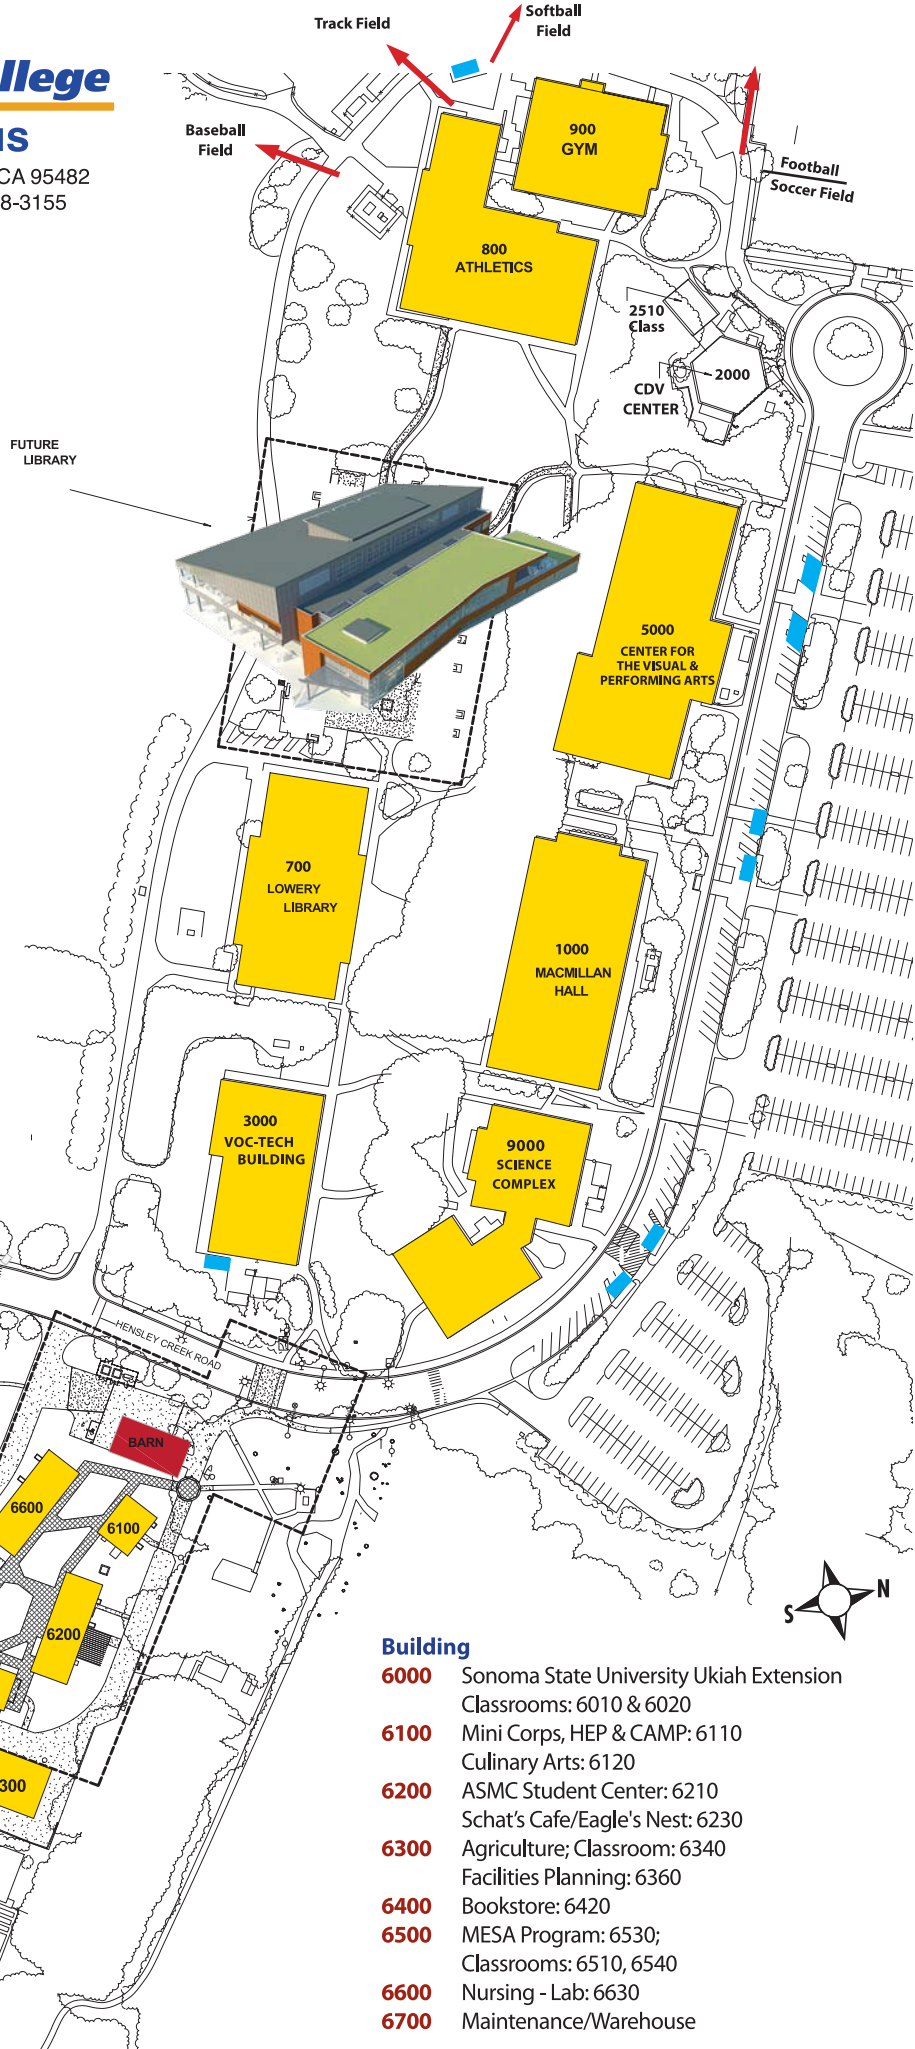 llege
us
CA 95482
8-3155
Track Field
Softball
Field
Baseball
Field
900
GYM
Football
Soccer Field
800
ATHLETICS
2510
Class
2000
CDV
CENTER
FUTURE
LIBRARY
5000
CENTER FOR
THE VISUAL &
PERFORMING ARTS
700
LOWERY
LIBRARY
1000
MACMILLAN
HALL
3000
VOC-TECH
BUILDING
9000
SCIENCE
COMPLEX
HENSLEY CREEK ROAD
BARN
6600
6100
6200
300
S
N
Building
6000 Sonoma State University Ukiah Extension
Classrooms: 6010 & 6020
6100 Mini Corps, HEP & CAMP: 6110
Culinary Arts: 6120
6200 ASMC Student Center: 6210
Schat's Cafe/Eagle's Nest: 6230
6300 Agriculture; Classroom: 6340
Facilities Planning: 6360
6400 Bookstore: 6420
6500 MESA Program: 6530;
Classrooms: 6510, 6540
6600 Nursing - Lab: 6630
6700 Maintenance/Warehouse